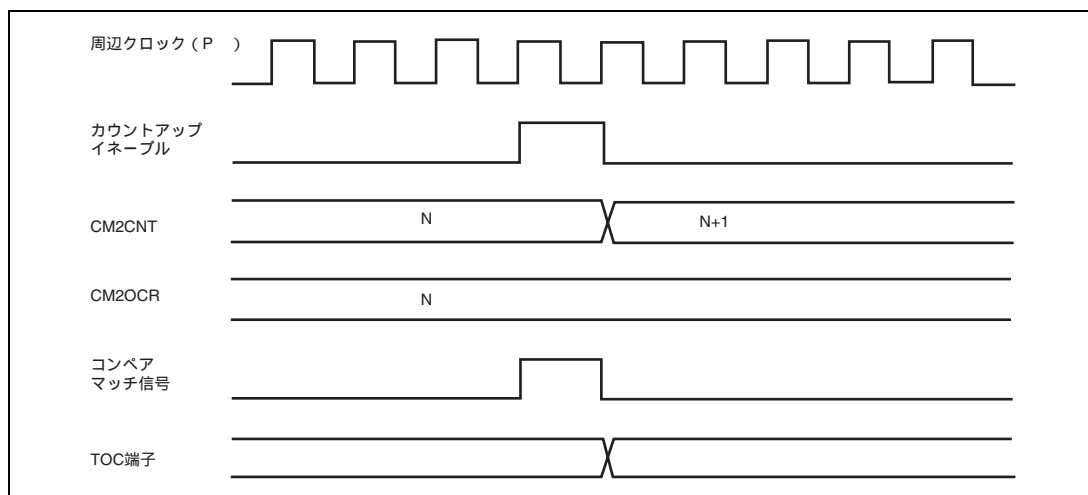 周辺クロック（P　）
カウントアップ
イネーブル
CM2CNT
N
N+1
CM2OCR
N
コンペア
マッチ信号
TOC端子